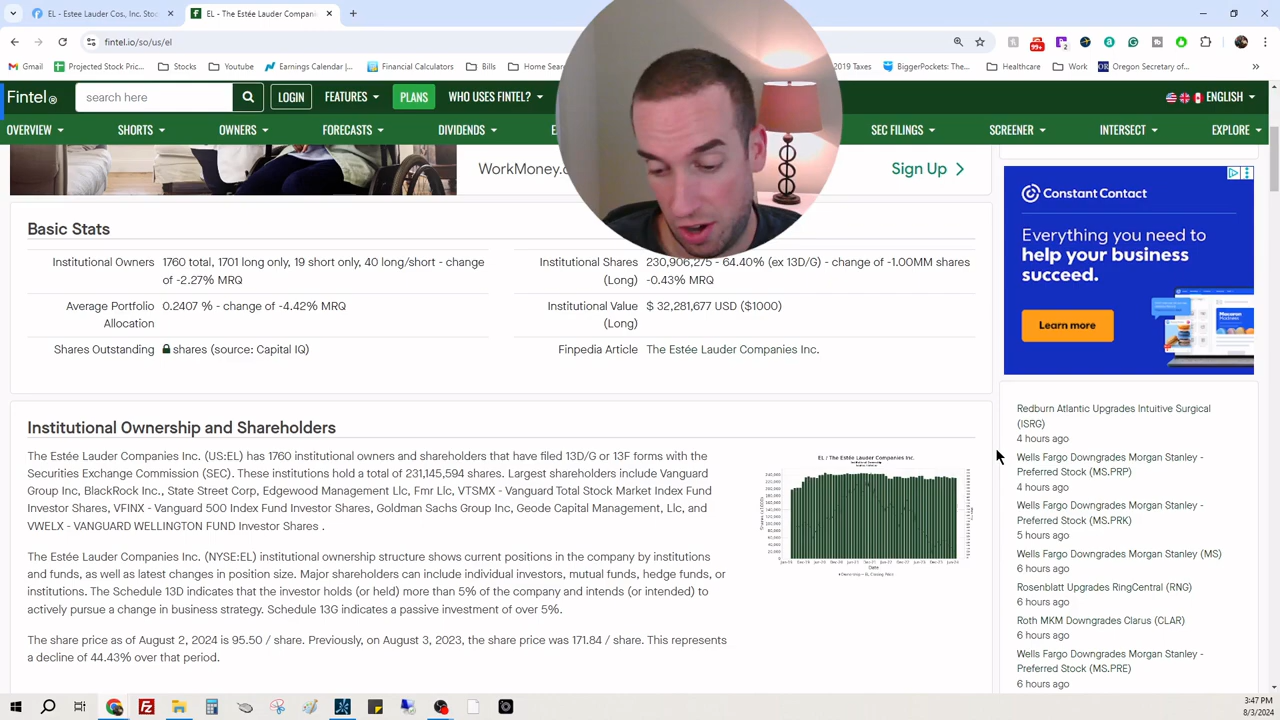 EL - Estee Lauder Cos, Inc. Stoc
EL - The Estée Lauder Compani
fintel.io/so/us/el
99+
Gmail
Projected Stock Pric...
Stocks
Youtube
Earnings Calendar |...
Financial Calculators
Bills
Home Sear
2019 Taxes
BiggerPockets: The...
Healthcare
Work
OR
Oregon Secretary of...
Fintel
search here
LOGIN
FEATURES
PLANS
WHO USES FINTEL?
ENGLISH
OVERVIEW
SHORTS
OWNERS
FORECASTS
DIVIDENDS
SEC FILINGS
SCREENER
INTERSECT
EXPLORE
WorkMoney.
Sign Up
Basic Stats
Institutional Owners 1760 total, 1701 long only, 19 short only, 40 long/short - change
of -2.27% MRQ
Average Portfolio 0.2407 % - change of -4.42% MRQ
Allocation
Shares Outstanding shares (source: Capital IQ)
Institutional Shares 230,906,275 - 64.40% (ex 13D/G) - change of -1.00MM shares
(Long) -0.43% MRQ
Institutional Value $ 32,281,677 USD ($1000)
(Long)
Finpedia Article The Estée Lauder Companies Inc.
Institutional Ownership and Shareholders
The Estée Lauder Companies Inc. (US:EL) has 1760 institutional owners and shareholders that have filed 13D/G or 13F forms with the
Securities Exchange Commission (SEC). These institutions hold a total of 231,145,594 shares. Largest shareholders include Vanguard
Group Inc, BlackRock Inc., State Street Corp, Edgewood Management Llc, Fmr Llc, VTSMX - Vanguard Total Stock Market Index Fund
Investor Shares, VFINX - Vanguard 500 Index Fund Investor Shares, Goldman Sachs Group Inc, Geode Capital Management, Llc, and
VWELX - VANGUARD WELLINGTON FUND Investor Shares .
The Estée Lauder Companies Inc. (NYSE:EL) institutional ownership structure shows current positions in the company by institutions
and funds, as well as latest changes in position size. Major shareholders can include individual investors, mutual funds, hedge funds, or
institutions. The Schedule 13D indicates that the investor holds (or held) more than 5% of the company and intends (or intended) to
actively pursue a change in business strategy. Schedule 13G indicates a passive investment of over 5%.
The share price as of August 2, 2024 is 95.50 / share. Previously, on August 3, 2023, the share price was 171.84 / share. This represents
a decline of 44.43% over that period.
EL / The Estée Lauder Companies Inc.
Date
Constant Contact
Everything you need to
help your business
succeed.
Learn more
Redburn Atlantic Upgrades Intuitive Surgical
(ISRG)
4 hours ago
Wells Fargo Downgrades Morgan Stanley -
Preferred Stock (MS.PRP)
4 hours ago
Wells Fargo Downgrades Morgan Stanley -
Preferred Stock (MS.PRK)
5 hours ago
Wells Fargo Downgrades Morgan Stanley (MS)
6 hours ago
Rosenblatt Upgrades RingCentral (RNG)
6 hours ago
Roth MKM Downgrades Clarus (CLAR)
6 hours ago
Wells Fargo Downgrades Morgan Stanley -
Preferred Stock (MS.PRE)
6 hours ago
3:47 PM
8/3/2024